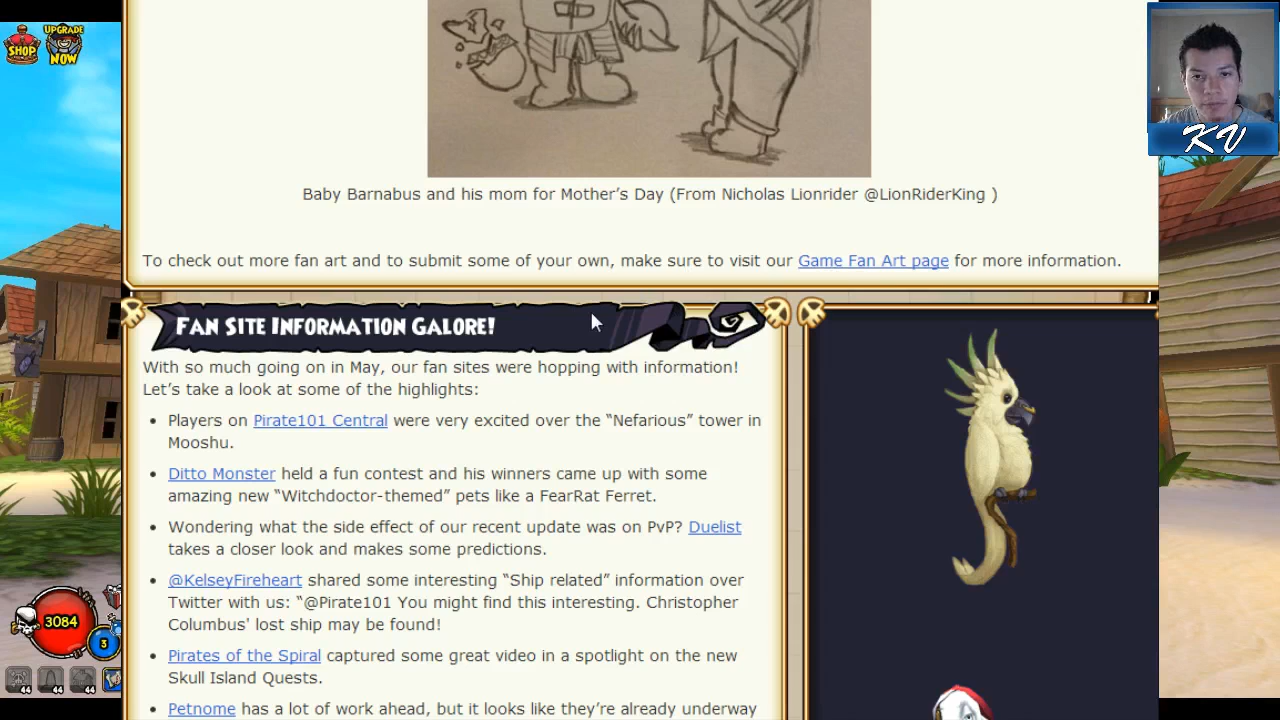 SHOP
UPGRADE
NOW
KV
Baby Barnabus and his mom for Mother’s Day (From Nicholas Lionrider @LionRiderKing )
To check out more fan art and to submit some of your own, make sure to visit our Game Fan Art page for more information.
FAN SITE INFORMATION GALORE!
With so much going on in May, our fan sites were hopping with information!
Let’s take a look at some of the highlights:
• Players on Pirate101 Central were very excited over the “Nefarious” tower in
Mooshu.
• Ditto Monster held a fun contest and his winners came up with some
amazing new “Witchdoctor-themed” pets like a FearRat Ferret.
• Wondering what the side effect of our recent update was on PvP? Duelist
takes a closer look and makes some predictions.
• @KelseyFireheart shared some interesting “Ship related” information over
Twitter with us: “@Pirate101 You might find this interesting. Christopher
Columbus' lost ship may be found!
• Pirates of the Spiral captured some great video in a spotlight on the new
Skull Island Quests.
• Petnome has a lot of work ahead, but it looks like they’re already underway
3084
3
44 44 44